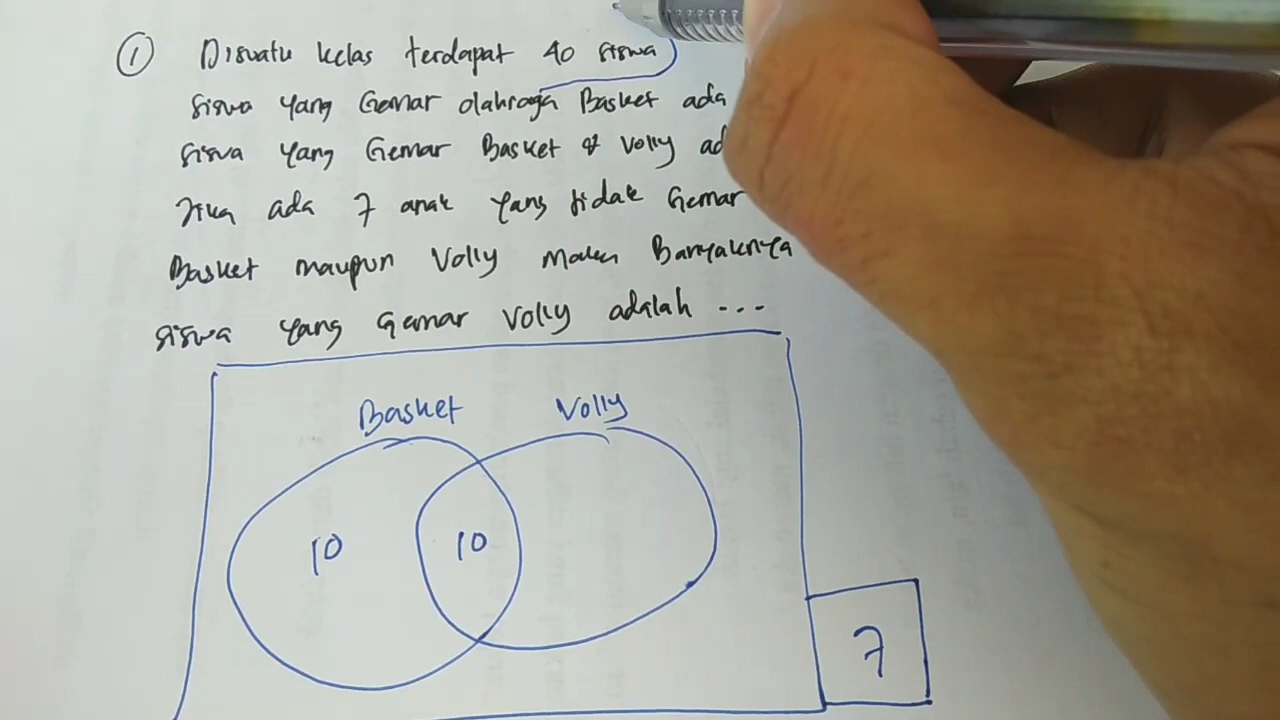 ① Disuatu kelas terdapat 40 siswa
siswa yang Gemar olahraga Basket ada
siswa yang Gemar Basket & Volly
Jika ada 7 anak yang tidak Gemar
Basket maupun Volly maka Banyaknya
siswa yang Gemar Volly adalah ...
Basket Volly
10 10
7